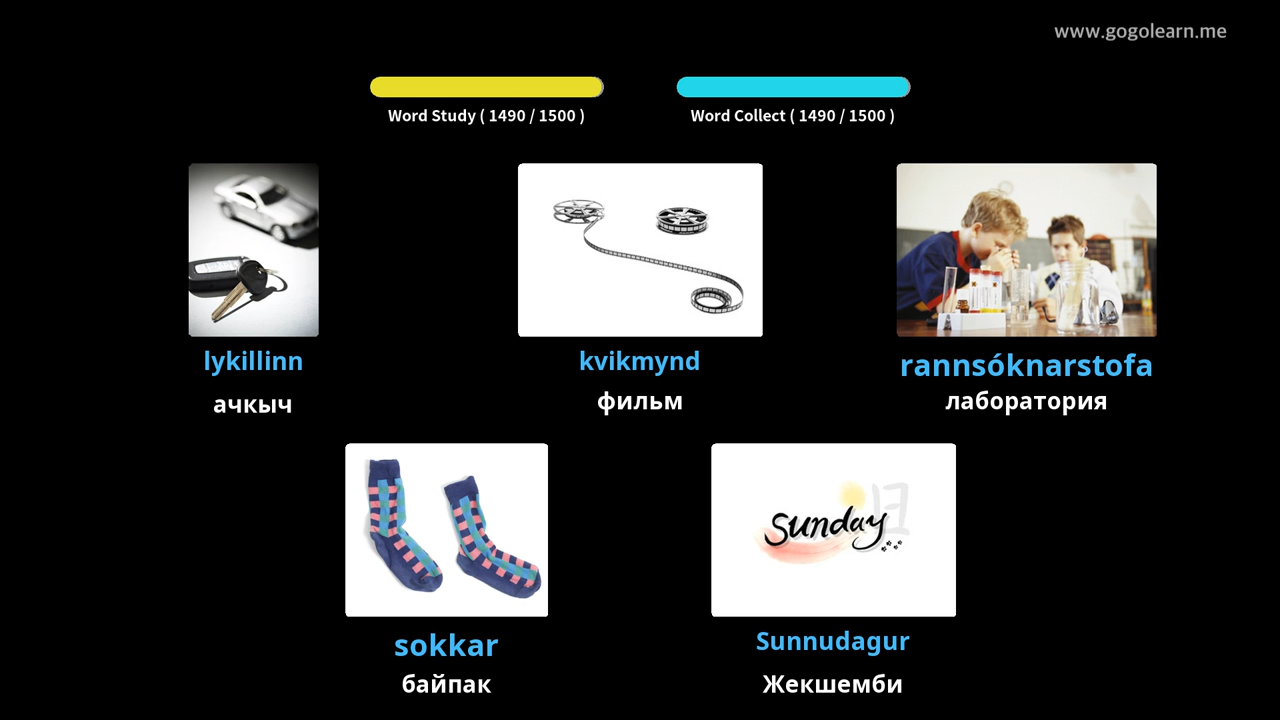 www.gogolearn.me
Word Study ( 1490 / 1500 )
Word Collect ( 1490 / 1500 )
lykillinn
kvikmynd
rannsóknarstofa
ачкыч
фильм
лаборатория
Sunday
sokkar
Sunnudagur
байпак
Жекшемби